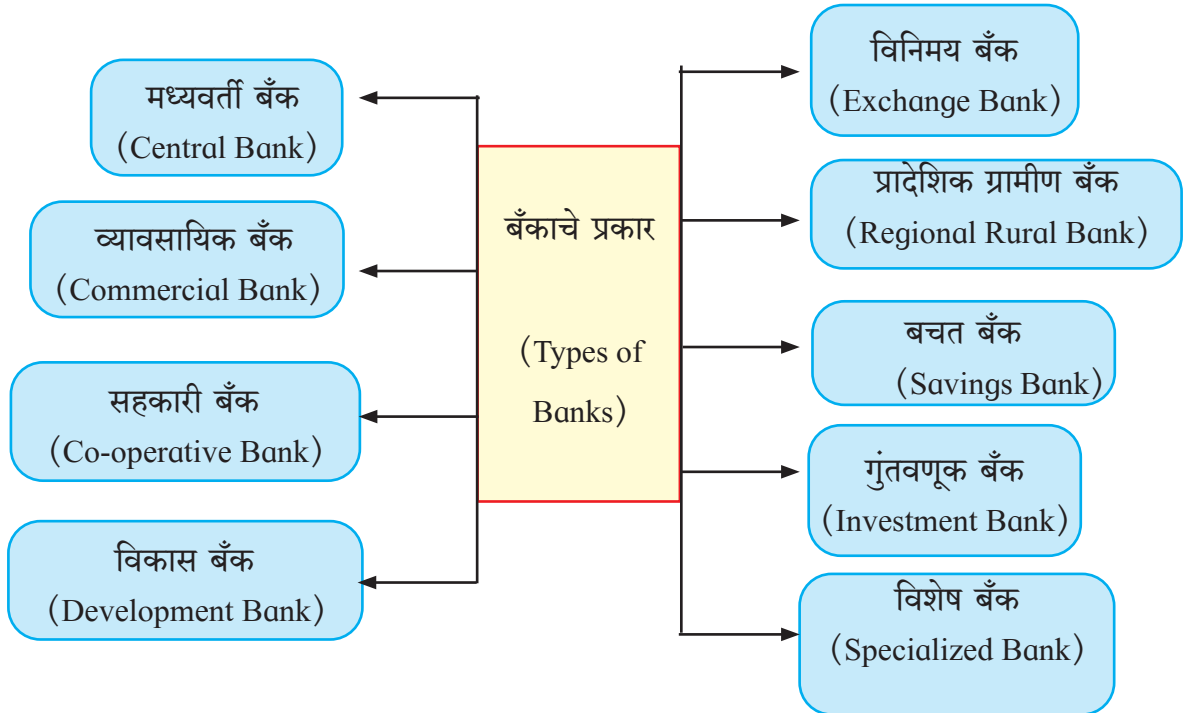 मध्यवर्ती बँक
(Central Bank)
व्यावसायिक बँक
(Commercial Bank)
सहकारी बँक
(Co-operative Bank)
विकास बँक
(Development Bank)
बँकाचे प्रकार
(Types of
Banks)
विनिमय बँक
(Exchange Bank)
प्रादेशिक ग्रामीण बँक
(Regional Rural Bank)
बचत बँक
(Savings Bank)
गुंतवणूक बँक
(Investment Bank)
विशेष बँक
(Specialized Bank)